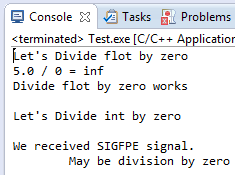 Console Tasks Problems
<terminated> Test.exe [C/C++ Application
Let's Divide flot by zero
5.0 / 0 = inf
Divide flot by zero works
Let's Divide int by zero
We received SIGFPE signal.
May be division by zero